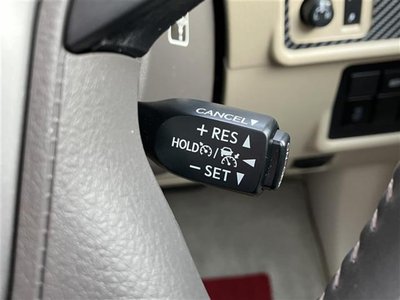 CANCEL▼
+ RES▲
HOLD / ◀
− SET▼